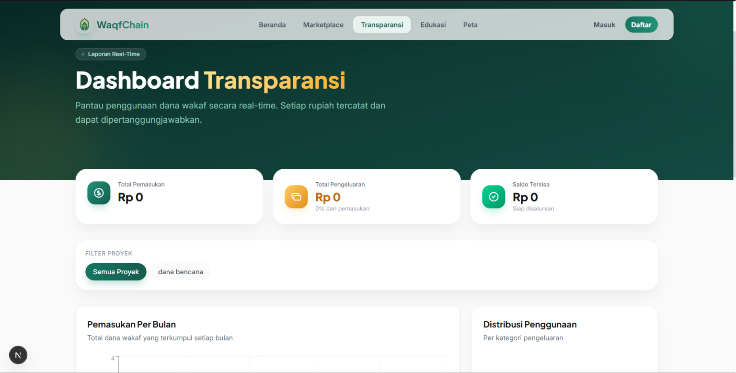 WaqfChain
Beranda Marketplace Transparansi Edukasi Peta Masuk Daftar
Laporan Real-Time
Dashboard Transparansi
Pantau penggunaan dana wakaf secara real-time. Setiap rupiah tercatat dan
dapat dipertanggungjawabkan.
Total Pemasukan
Rp 0
Total Pengeluaran
Rp 0
0% dari pemasukan
Saldo Tersisa
Rp 0
Siap disalurkan
FILTER PROYEK
Semua Proyek dana bencana
Pemasukan Per Bulan
Total dana wakaf yang terkumpul setiap bulan
4
Distribusi Penggunaan
Per kategori pengeluaran
N